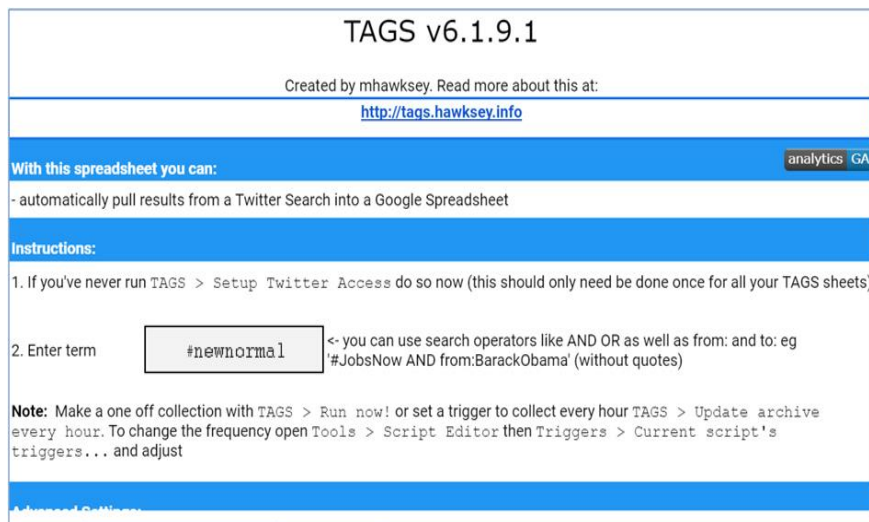 TAGS v6.1.9.1
Created by mhawksey. Read more about this at:
http://tags.hawksey.info
With this spreadsheet you can:
analytics GA
- automatically pull results from a Twitter Search into a Google Spreadsheet
Instructions:
1. If you've never run TAGS > Setup Twitter Access do so now (this should only need be done once for all your TAGS sheets)
2. Enter term
#newnormal
<- you can use search operators like AND OR as well as from: and to: eg
'#JobsNow AND from:BarackObama' (without quotes)
Note: Make a one off collection with TAGS > Run now! or set a trigger to collect every hour TAGS > Update archive
every hour. To change the frequency open Tools > Script Editor then Triggers > Current script's
triggers... and adjust
Advanced Settings: